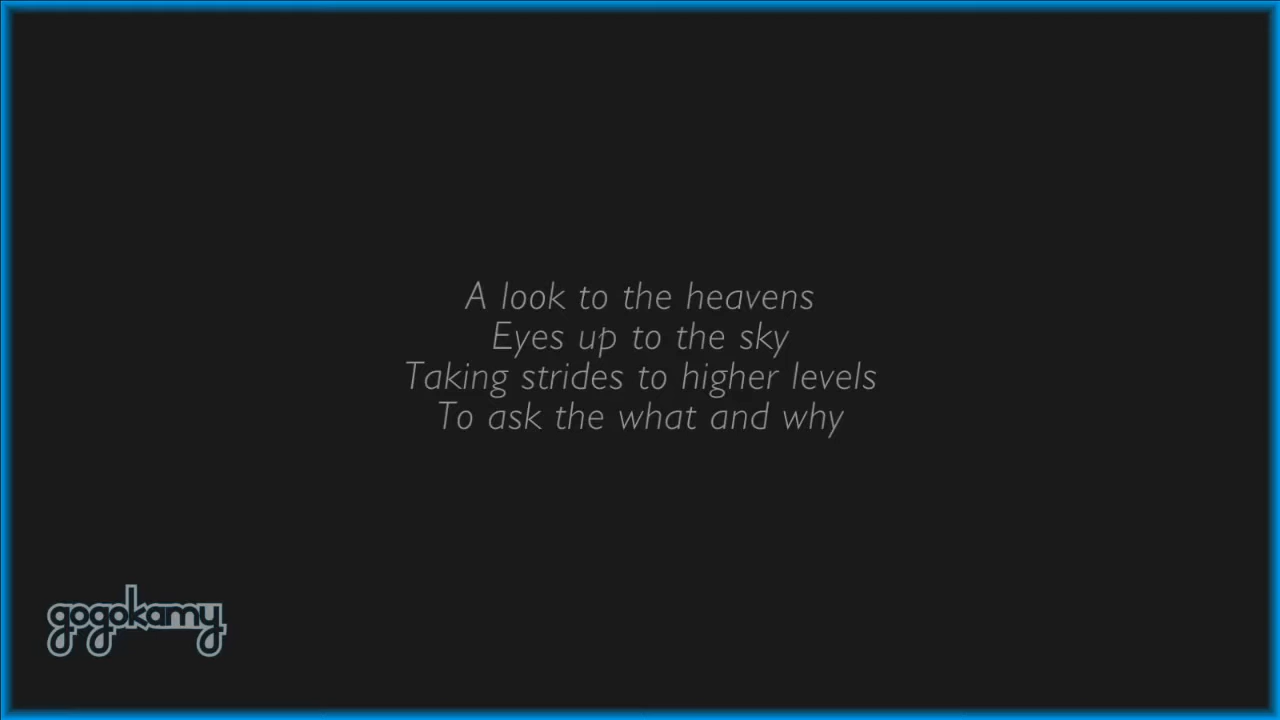 A look to the heavens
Eyes up to the sky
Taking strides to higher levels
To ask the what and why
gogokamy